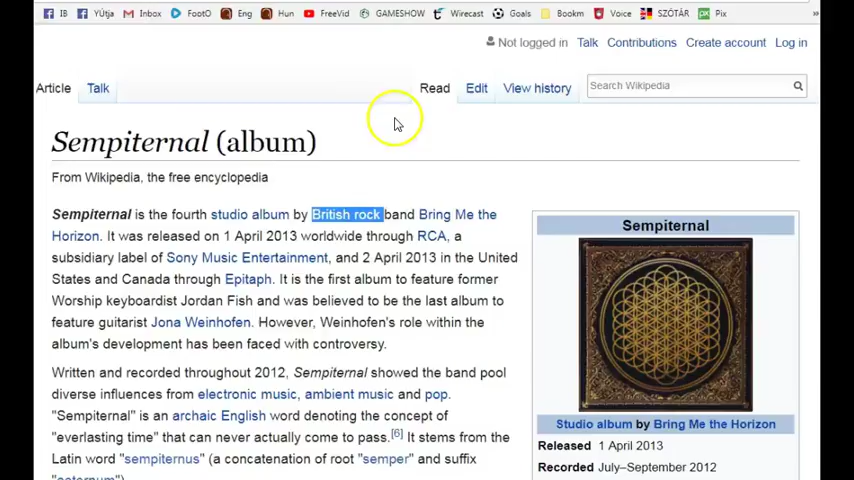 IB YÚtja Inbox FootO Eng Hun FreeVid GAMESHOW Wirecast Goals Bookm Voice SZÓTÁR Pix »
Not logged in Talk Contributions Create account Log in
Article Talk Read Edit View history Search Wikipedia
Sempiternal (album)
From Wikipedia, the free encyclopedia
Sempiternal is the fourth studio album by British rock band Bring Me the
Horizon. It was released on 1 April 2013 worldwide through RCA, a
subsidiary label of Sony Music Entertainment, and 2 April 2013 in the United
States and Canada through Epitaph. It is the first album to feature former
Worship keyboardist Jordan Fish and was believed to be the last album to
feature guitarist Jona Weinhofen. However, Weinhofen's role within the
album's development has been faced with controversy.
Written and recorded throughout 2012, Sempiternal showed the band pool
diverse influences from electronic music, ambient music and pop.
"Sempiternal" is an archaic English word denoting the concept of
"everlasting time" that can never actually come to pass.[6] It stems from the
Latin word "sempiternus" (a concatenation of root "semper" and suffix
Sempiternal
Studio album by Bring Me the Horizon
Released 1 April 2013
Recorded July–September 2012